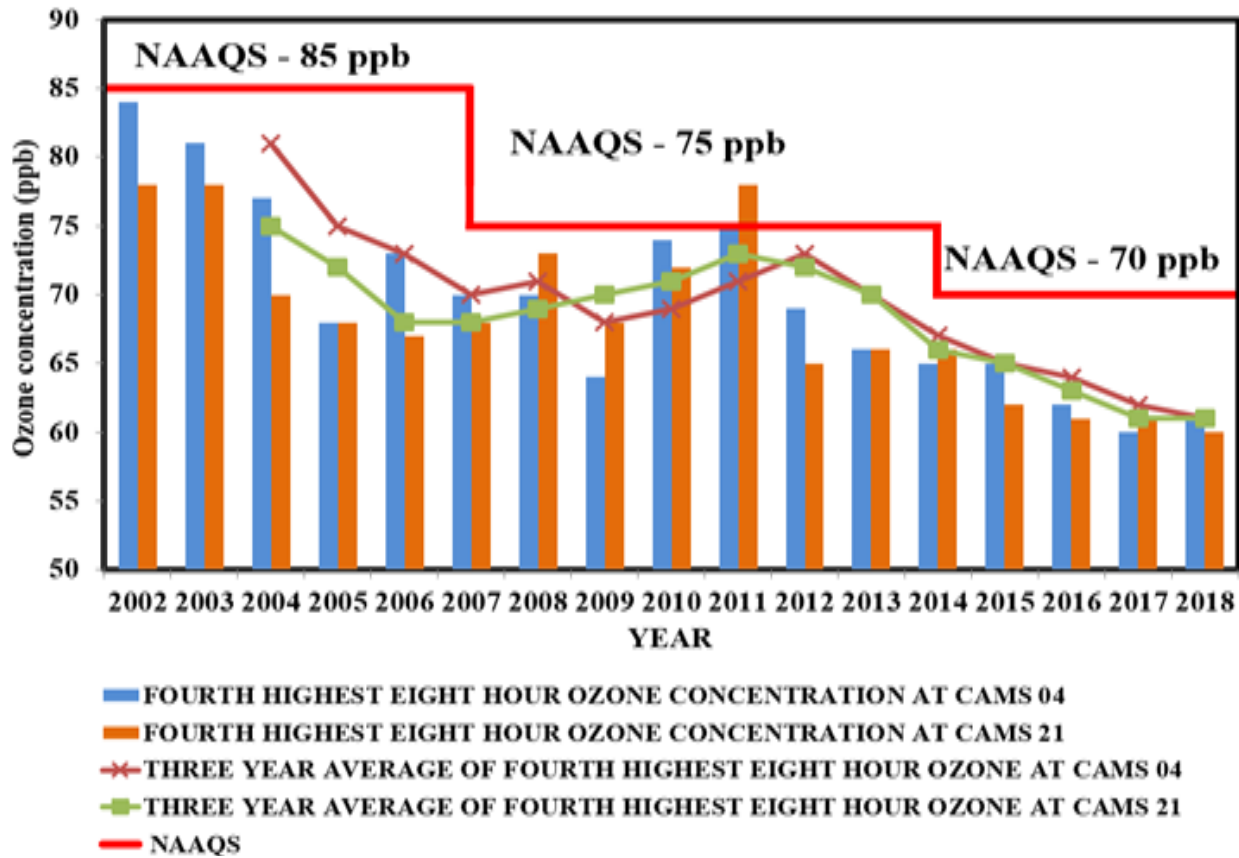 90
NAAQS - 85 ppb
85
80
NAAQS - 75 ppb
75
NAAQS - 70 ppb
70
65
60
55
50
Ozone concentration (ppb)
2002 2003 2004 2005 2006 2007 2008 2009 2010 2011 2012 2013 2014 2015 2016 2017 2018
YEAR
FOURTH HIGHEST EIGHT HOUR OZONE CONCENTRATION AT CAMS 04
FOURTH HIGHEST EIGHT HOUR OZONE CONCENTRATION AT CAMS 21
THREE YEAR AVERAGE OF FOURTH HIGHEST EIGHT HOUR OZONE AT CAMS 04
THREE YEAR AVERAGE OF FOURTH HIGHEST EIGHT HOUR OZONE AT CAMS 21
NAAQS